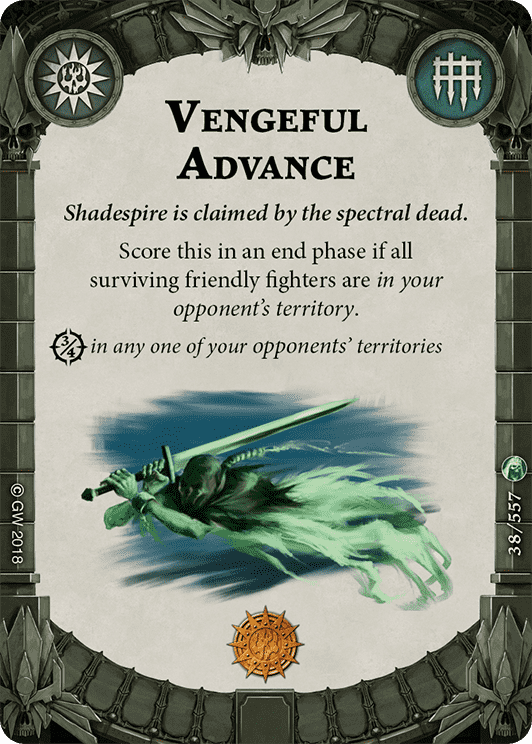 VENGEFUL
ADVANCE
Shadespire is claimed by the spectral dead.
Score this in an end phase if all
surviving friendly fighters are in your
opponent's territory.
3/4 in any one of your opponents' territories
© GW 2018
38/557